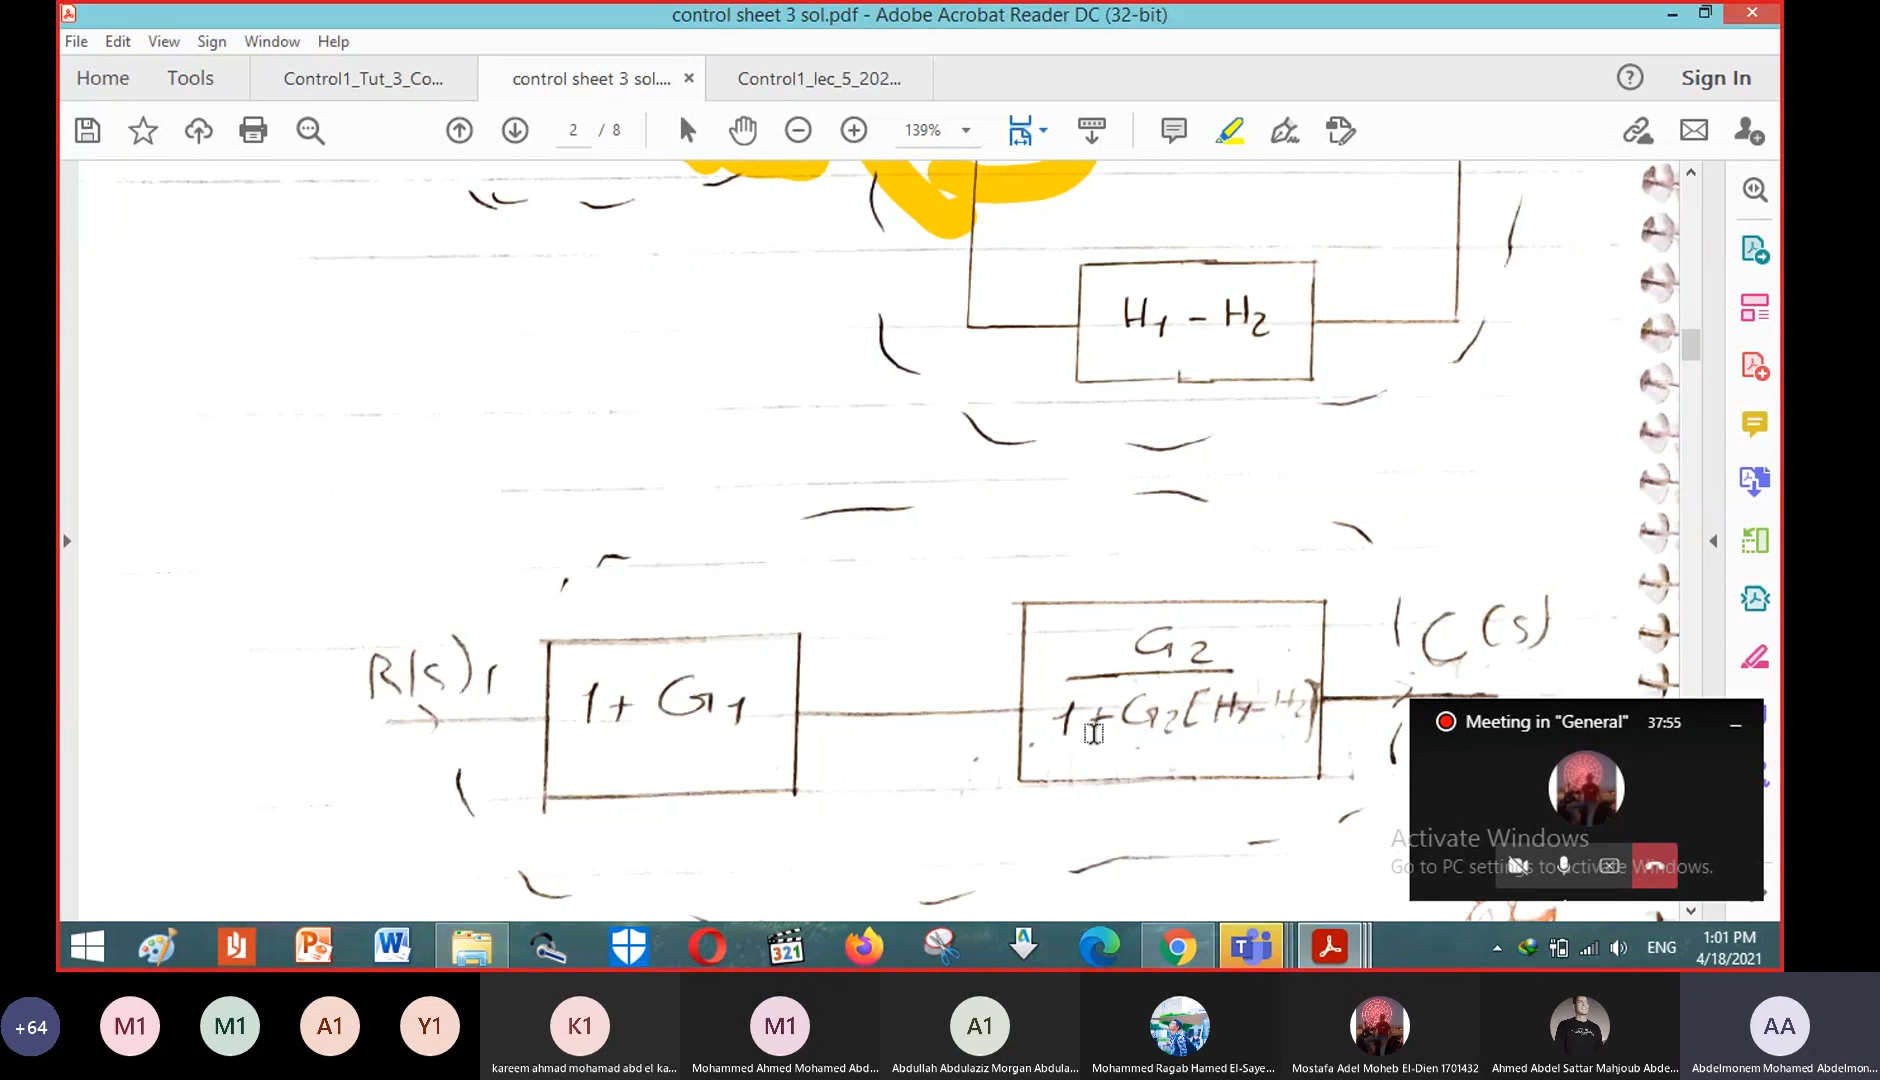 control sheet 3 sol.pdf - Adobe Acrobat Reader DC (32-bit)
File Edit View Sign Window Help
Home Tools Control1_Tut_3_Co... control sheet 3 sol.... × Control1_lec_5_202... Sign In
2 / 8 139%
H1 - H2
R(s) 1 + G1 G2 C(s)
1+G2[H1-H2]
Meeting in "General" 37:55
Activate Windows
Go to PC settings to activate Windows.
321
ENG 1:01 PM
4/18/2021
+64 M1 M1 A1 Y1 K1 M1 A1 AA
kareem ahmad mohamad abd el ka... Mohammed Ahmed Mohamed Abd... Abdullah Abdulaziz Morgan Abdula... Mohammed Ragab Hamed El-Saye... Mostafa Adel Moheb El-Dien 1701432 Ahmed Abdel Sattar Mahjoub Abde... Abdelmonem Mohamed Abdelmon...